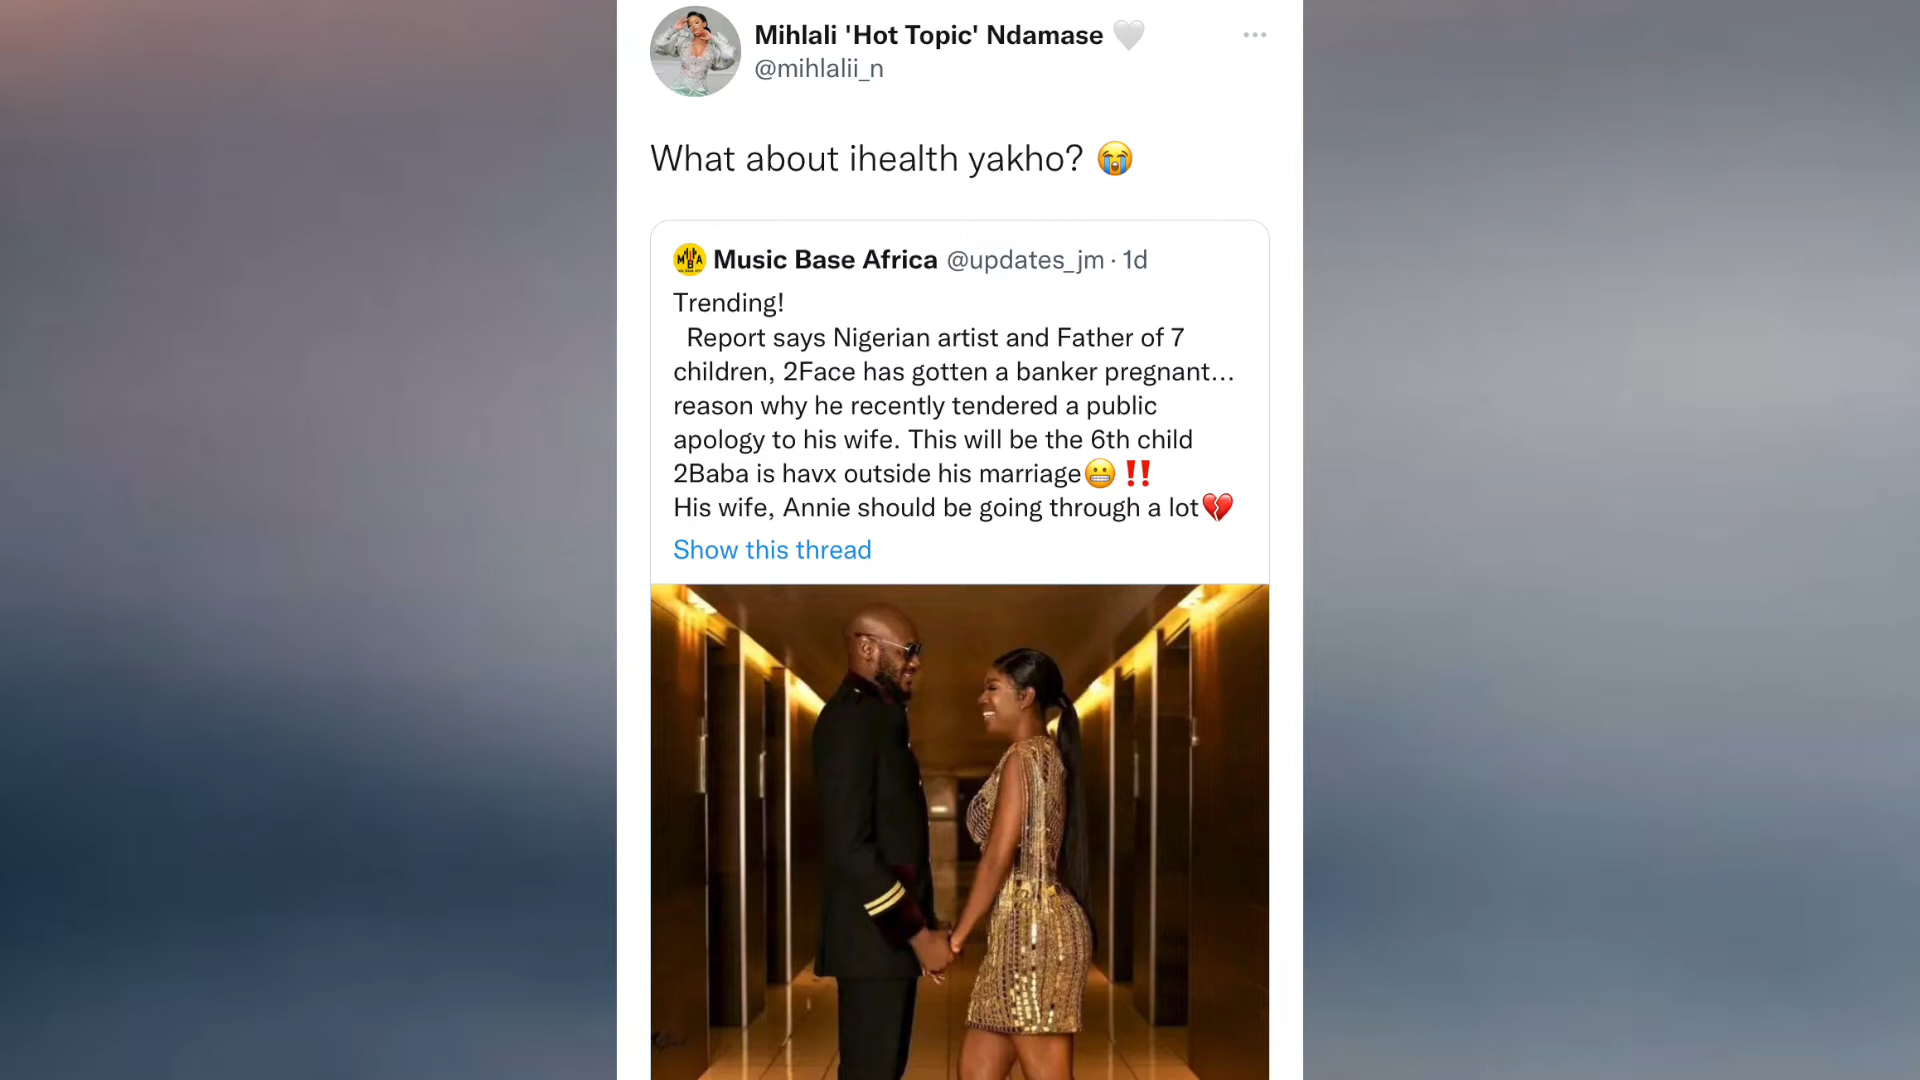 Mihlali 'Hot Topic' Ndamase 🤍
@mihlalii_n
What about ihealth yakho? 😭
MBA Music Base Africa @updates_jm · 1d
Trending!
Report says Nigerian artist and Father of 7
children, 2Face has gotten a banker pregnant...
reason why he recently tendered a public
apology to his wife. This will be the 6th child
2Baba is havx outside his marriage😬 ‼️
His wife, Annie should be going through a lot💔
Show this thread